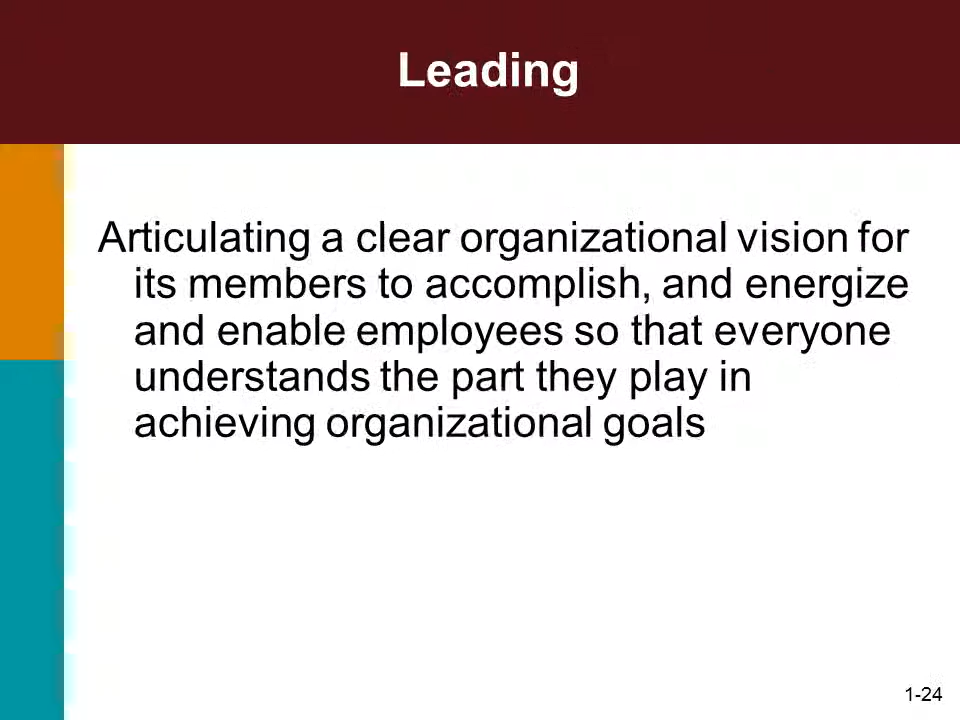 Leading
Articulating a clear organizational vision for
its members to accomplish, and energize
and enable employees so that everyone
understands the part they play in
achieving organizational goals
1-24